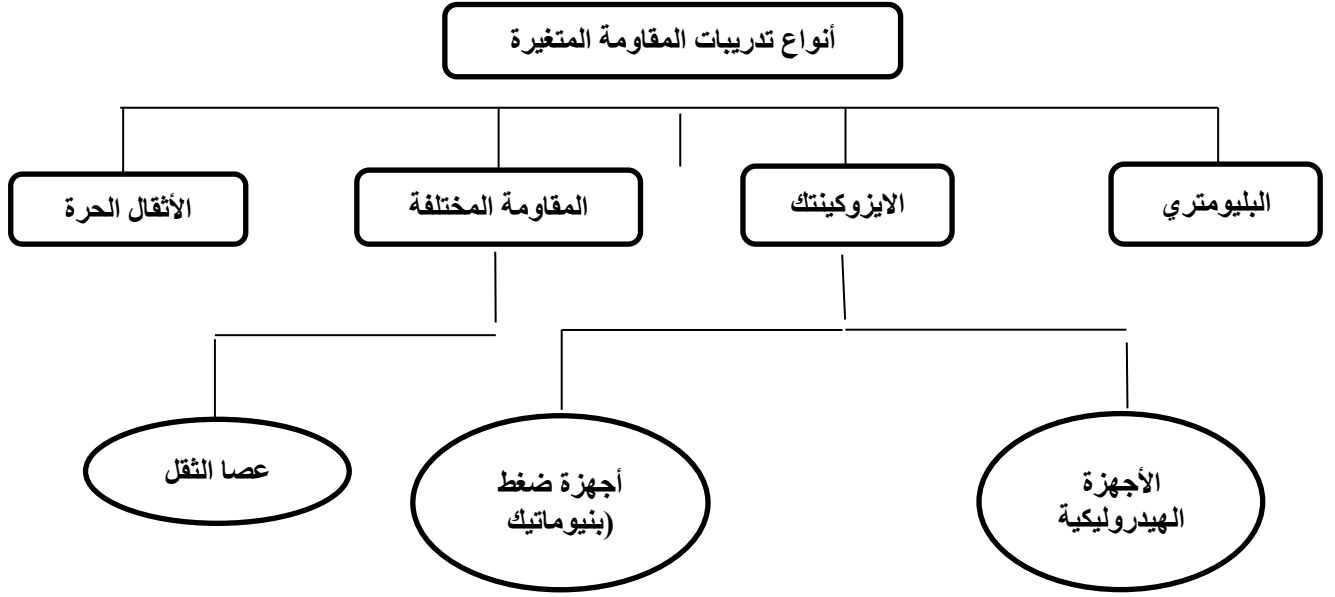 أنواع تدريبات المقاومة المتغيرة
البليومتري
الايزوكينتك
المقاومة المختلفة
الأثقال الحرة
الأجهزة
الهيدروليكية
أجهزة ضغط
(بنيوماتيك
عصا الثقل